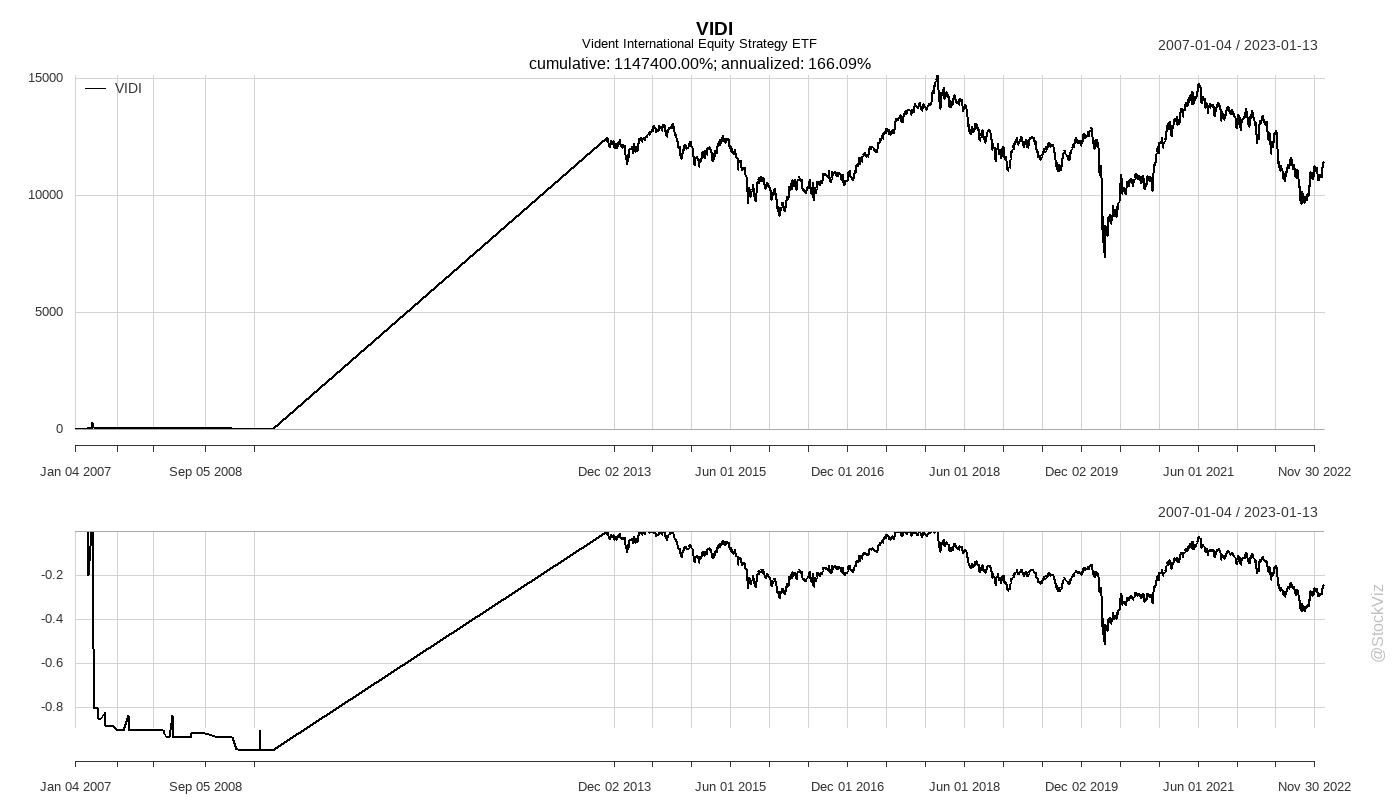 VIDI
Vident International Equity Strategy ETF
2007-01-04 / 2023-01-13
cumulative: 1147400.00%; annualized: 166.09%
15000
VIDI
10000
5000
0
Jan 04 2007 Sep 05 2008 Dec 02 2013 Jun 01 2015 Dec 01 2016 Jun 01 2018 Dec 02 2019 Jun 01 2021 Nov 30 2022
2007-01-04 / 2023-01-13
-0.2
-0.4
-0.6
-0.8
@StockViz
Jan 04 2007 Sep 05 2008 Dec 02 2013 Jun 01 2015 Dec 01 2016 Jun 01 2018 Dec 02 2019 Jun 01 2021 Nov 30 2022